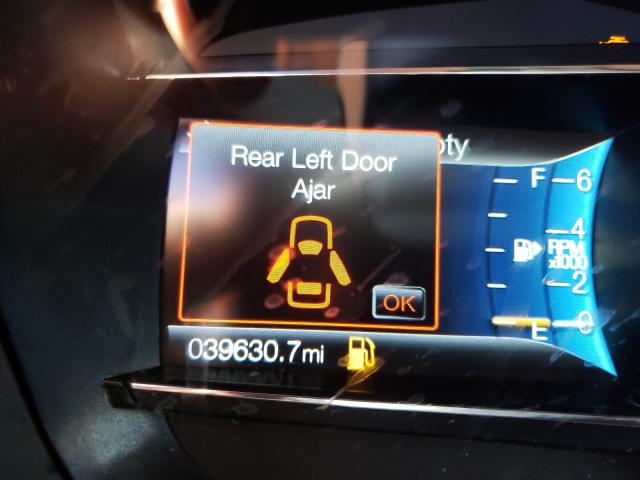 Rear Left Door
Ajar
OK
F
6
4
RPM
x1000
2
E
0
039630.7mi